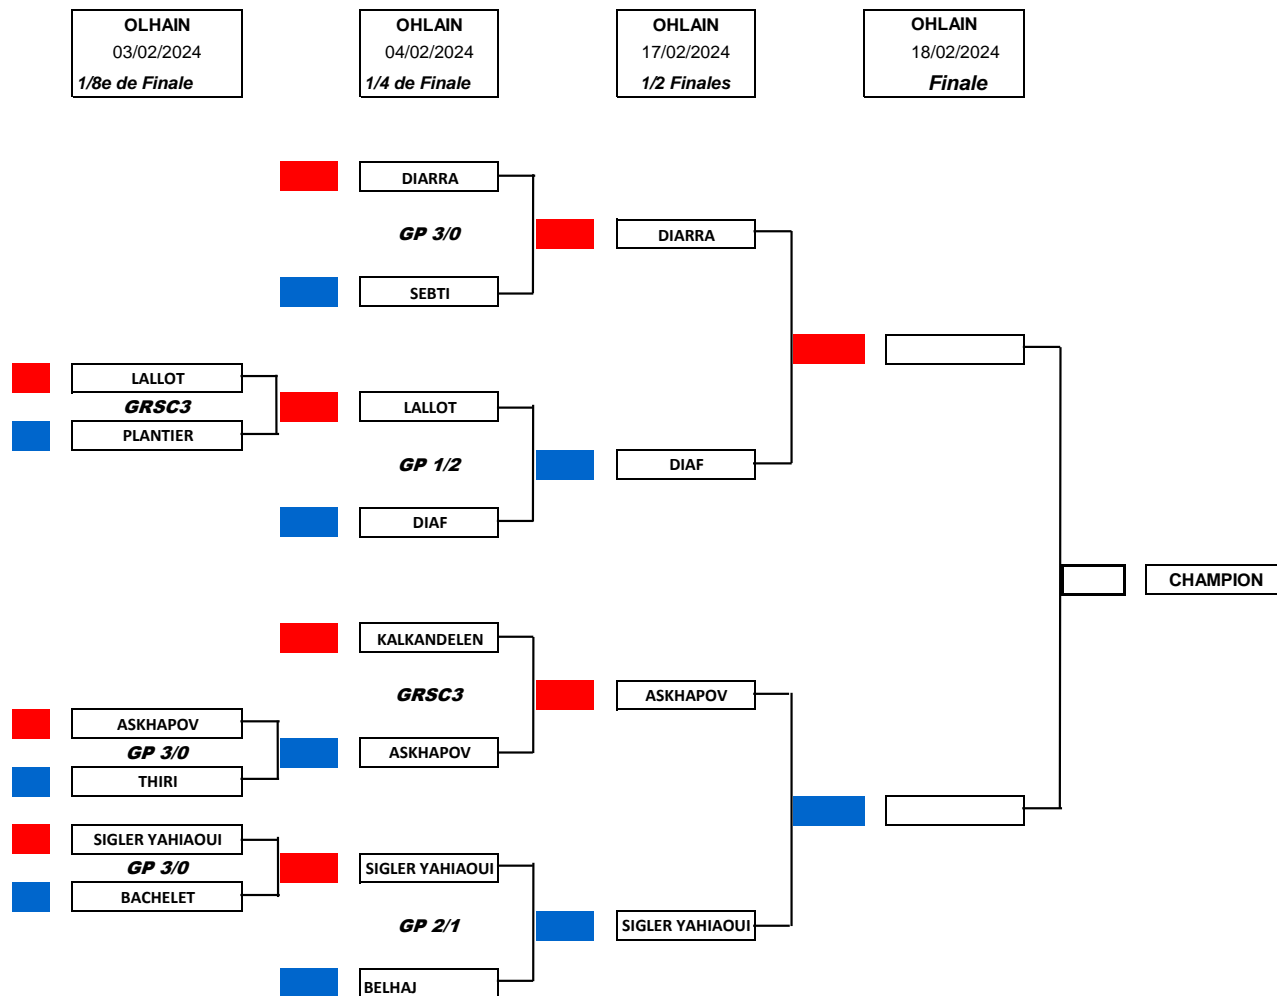 OLHAIN
03/02/2024
1/8e de Finale
OHLAIN
04/02/2024
1/4 de Finale
OHLAIN
17/02/2024
1/2 Finales
OHLAIN
18/02/2024
Finale
DIARRA
GP 3/0
DIARRA
SEBTI
LALLOT
GRSC3
LALLOT
PLANTIER
GP 1/2
DIAF
DIAF
CHAMPION
KALKANDELEN
GRSC3
ASKHAPOV
ASKHAPOV
GP 3/0
ASKHAPOV
THIRI
SIGLER YAHIAOUI
GP 3/0
SIGLER YAHIAOUI
BACHELET
GP 2/1
SIGLER YAHIAOUI
BELHAJ